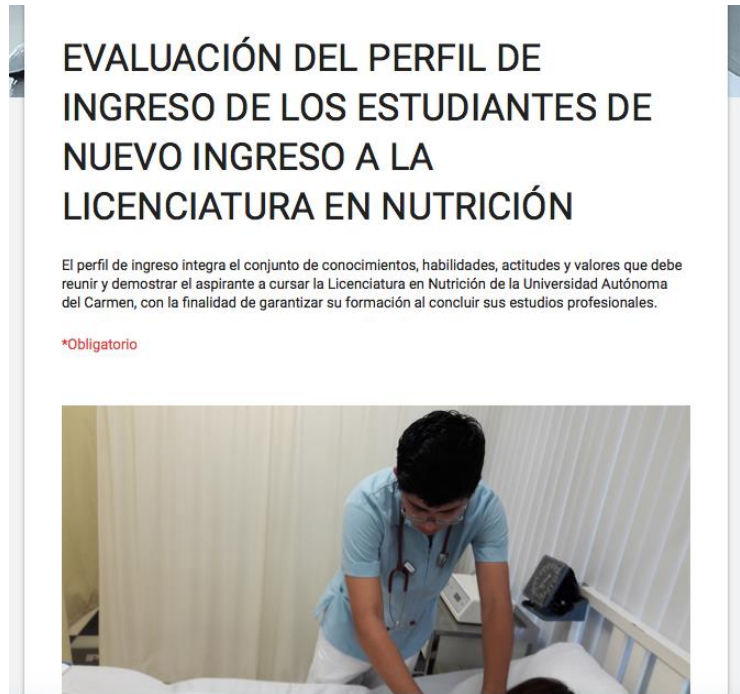 EVALUACIÓN DEL PERFIL DE
INGRESO DE LOS ESTUDIANTES DE
NUEVO INGRESO A LA
LICENCIATURA EN NUTRICIÓN
El perfil de ingreso integra el conjunto de conocimientos, habilidades, actitudes y valores que debe
reunir y demostrar el aspirante a cursar la Licenciatura en Nutrición de la Universidad Autónoma
del Carmen, con la finalidad de garantizar su formación al concluir sus estudios profesionales.
*Obligatorio